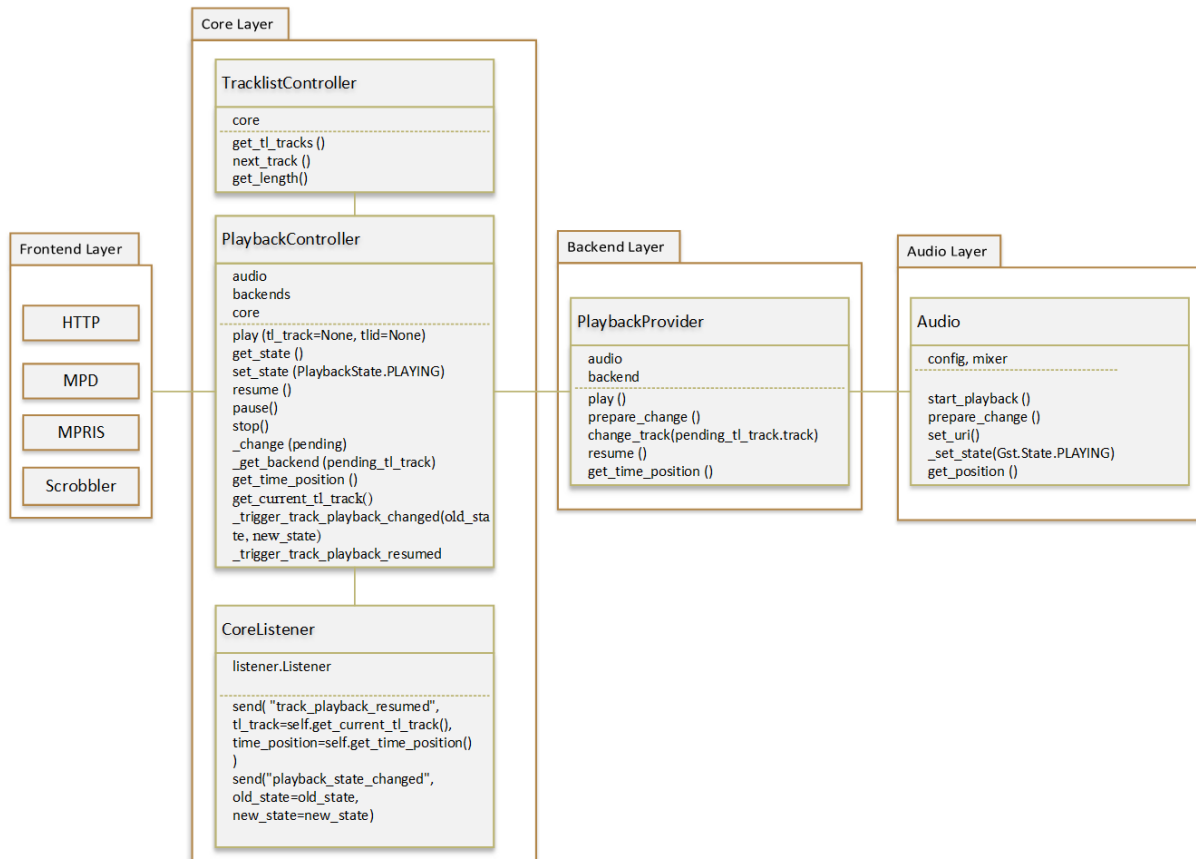 Core Layer
TracklistController
core
get_tl_tracks ()
next_track ()
get_length()
Frontend Layer
HTTP
MPD
MPRIS
Scrobbler
PlaybackController
audio
backends
core
play (tl_track=None, tlid=None)
get_state ()
set_state (PlaybackState.PLAYING)
resume ()
pause()
stop()
_change (pending)
_get_backend (pending_tl_track)
get_time_position ()
get_current_tl_track()
_trigger_track_playback_changed(old_sta
te, new_state)
_trigger_track_playback_resumed
CoreListener
listener.Listener
send( "track_playback_resumed",
tl_track=self.get_current_tl_track(),
time_position=self.get_time_position()
)
send("playback_state_changed",
old_state=old_state,
new_state=new_state)
Backend Layer
PlaybackProvider
audio
backend
play ()
prepare_change ()
change_track(pending_tl_track.track)
resume ()
get_time_position ()
Audio Layer
Audio
config, mixer
start_playback ()
prepare_change ()
set_uri()
_set_state(Gst.State.PLAYING)
get_position ()